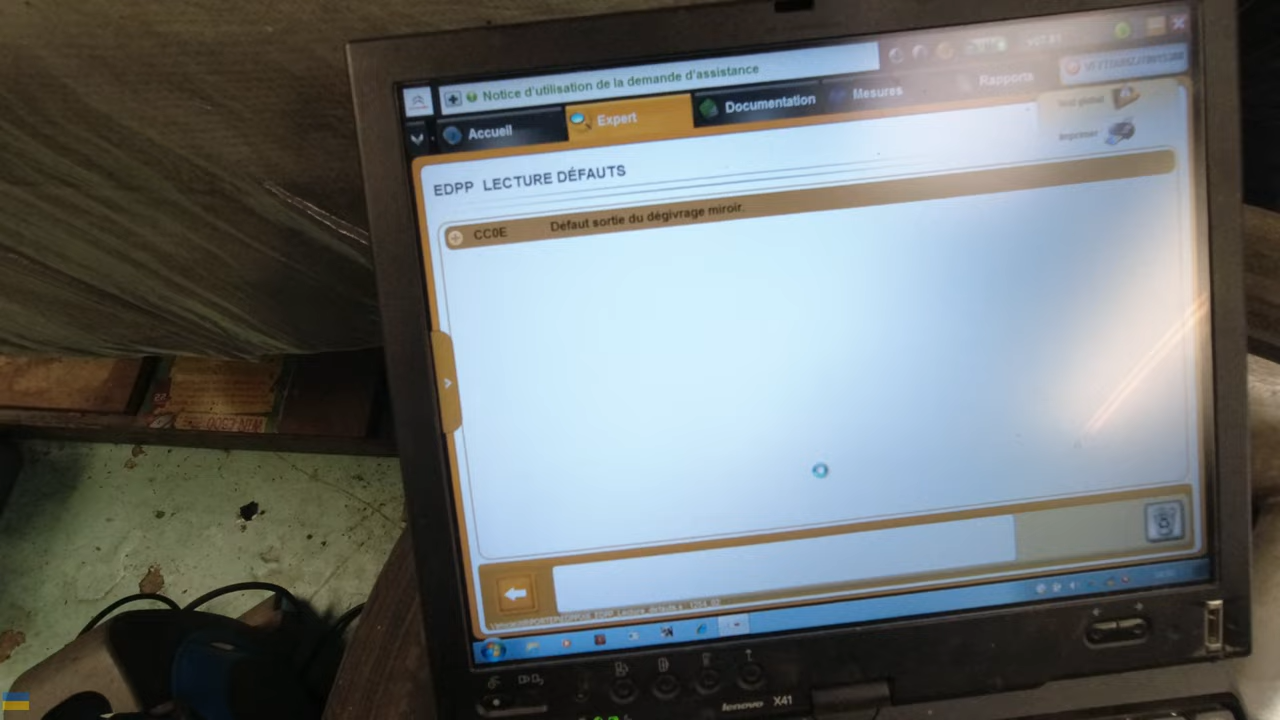 Notice d'utilisation de la demande d'assistance
Accueil
Expert
Documentation
Mesures
Rapports
Imprimer
EDPP LECTURE DÉFAUTS
CC0E Défaut sortie du dégivrage miroir.
lenovo X41